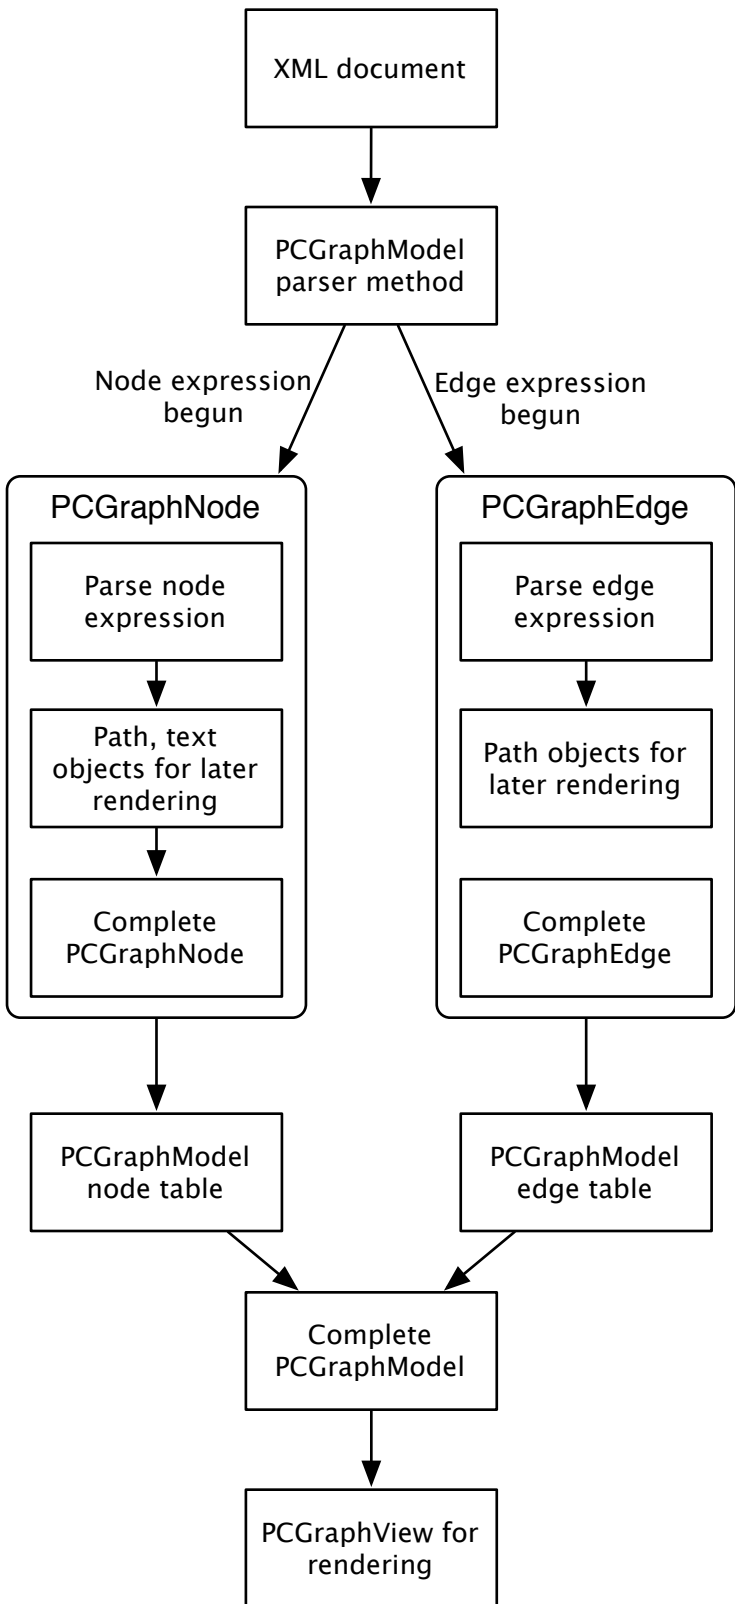 XML document
PCGraphModel
parser method
Node expression
begun
Edge expression
begun
PCGraphNode
Parse node
expression
Path, text
objects for later
rendering
Complete
PCGraphNode
PCGraphEdge
Parse edge
expression
Path objects for
later rendering
Complete
PCGraphEdge
PCGraphModel
node table
PCGraphModel
edge table
Complete
PCGraphModel
PCGraphView for
rendering